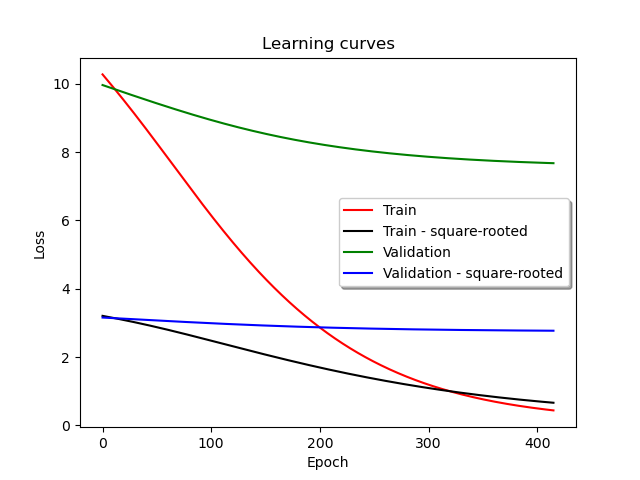 Learning curves
Loss
10
8
6
4
2
0
Train
Train - square-rooted
Validation
Validation - square-rooted
0 100 200 300 400
Epoch